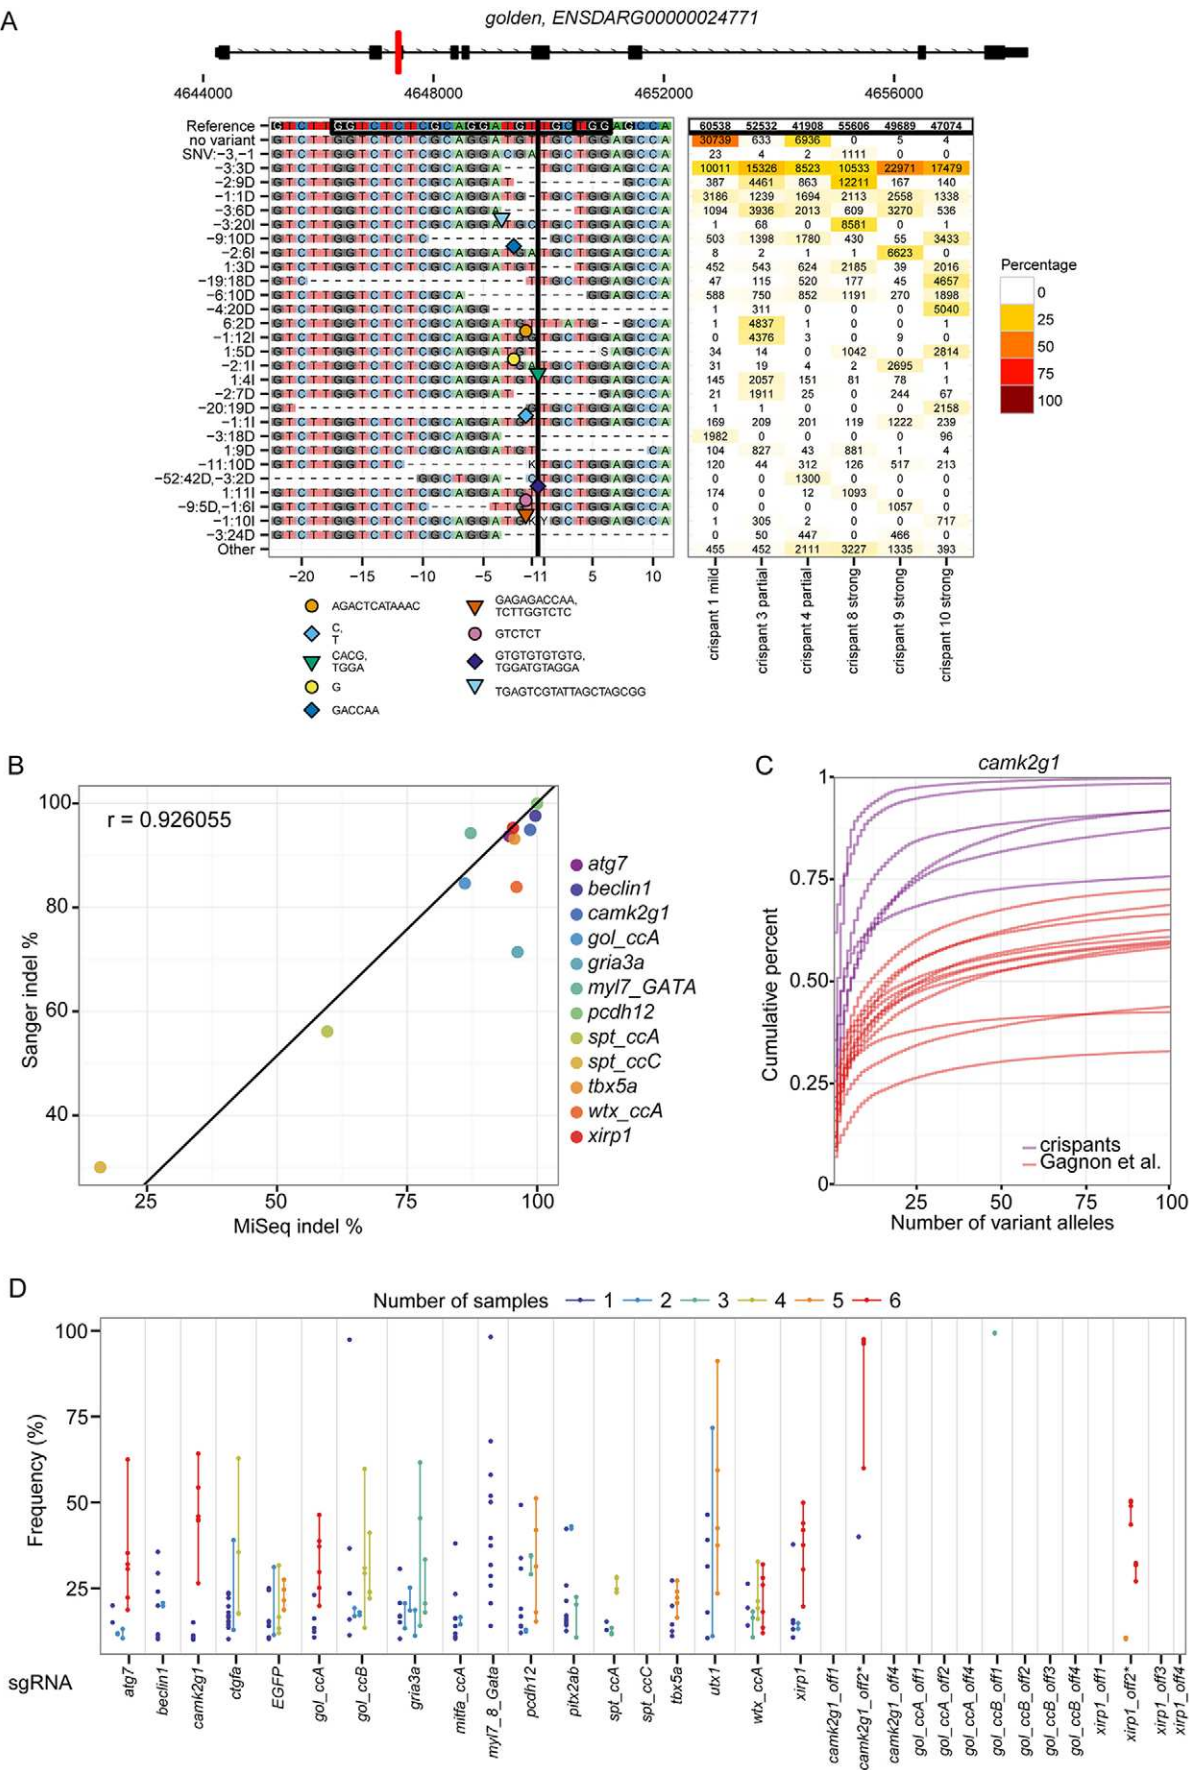 A
golden, ENSDARG00000024771
4644000 4648000 4652000 4656000
Reference 60538 52532 41908 55606 49689 47074
no variant 30739 633 6936 0 5 4
SNV:−3,−1 23 4 2 1111 0 0
−3:3D 10011 15326 8523 10533 22971 17479
−2:9D 387 4461 863 12211 167 140
−1:1D 3186 1239 1694 2113 2558 1338
−3:6D 1094 3936 2013 609 3270 536
−3:20I 1 68 0 8581 0 1
−9:10D 503 1398 1780 430 55 3433
−2:6I 8 2 1 1 6623 0
1:3D 452 543 624 2185 39 2016
−19:18D 47 115 520 177 45 4657
−6:10D 588 750 852 1191 270 1898
−4:20D 1 311 0 0 0 5040
6:2D 1 4837 1 0 0 1
−1:12I 0 4376 3 0 9 0
1:5D 34 14 0 1042 0 2814
−2:1I 31 19 4 2 2695 1
1:4I 145 2057 151 81 78 1
−2:7D 21 1911 25 0 244 67
−20:19D 1 1 0 0 0 2158
−1:1I 169 209 201 119 1222 239
−3:18D 1982 0 0 0 0 96
1:9D 104 827 43 881 1 4
−11:10D 120 44 312 126 517 213
−52:42D,−3:2D 0 0 1300 0 0 0
1:11I 174 0 12 1093 0 0
−9:5D,−1:6I 0 0 0 0 1057 0
−1:10I 1 305 2 0 0 717
−3:24D 0 50 447 0 466 0
Other 455 452 2111 3227 1335 393
−20 −15 −10 −5 −11 5 10
crispant 1 mild
crispant 3 partial
crispant 4 partial
crispant 8 strong
crispant 9 strong
crispant 10 strong
Percentage
0
25
50
75
100
AGACTCATAAAC
C,
T
CACG,
TGGA
G
GACCAA
GAGAGACCAA,
TCTTGGTCTC
GTCTCT
GTGTGTGTGTG,
TGGATGTAGGA
TGAGTCGTATTAGCTAGCGG
B
r = 0.926055
Sanger indel %
100
80
60
40
25 50 75 100
MiSeq indel %
atg7
beclin1
camk2g1
gol_ccA
gria3a
myl7_GATA
pcdh12
spt_ccA
spt_ccC
tbx5a
wtx_ccA
xirp1
C
camk2g1
Cumulative percent
1
0.75
0.50
0.25
0
crispants
Gagnon et al.
25 50 75 100
Number of variant alleles
D
Number of samples 1 2 3 4 5 6
Frequency (%)
100
75
50
25
sgRNA
atg7
beclin1
camk2g1
ctgfa
EGFP
gol_ccA
gol_ccB
gria3a
mitfa_ccA
myl7_8_Gata
pcdh12
pitx2ab
spt_ccA
spt_ccC
tbx5a
utx1
wtx_ccA
xirp1
camk2g1_off1
camk2g1_off2*
camk2g1_off4
gol_ccA_off1
gol_ccA_off2
gol_ccA_off4
gol_ccB_off1
gol_ccB_off2
gol_ccB_off3
gol_ccB_off4
xirp1_off1
xirp1_off2*
xirp1_off3
xirp1_off4